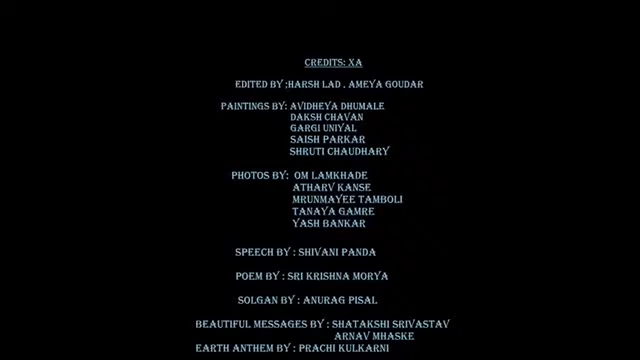 CREDITS: XA
EDITED BY ;HARSH LAD . AMEYA GOUDAR
PAINTINGS BY: AVIDHEYA DHUMALE
DAKSH CHAVAN
GARGI UNIYAL
SAISH PARKAR
SHRUTI CHAUDHARY
PHOTOS BY: OM LAMKHADE
ATHARV KANSE
MRUNMAYEE TAMBOLI
TANAYA GAMRE
YASH BANKAR
SPEECH BY : SHIVANI PANDA
POEM BY : SRI KRISHNA MORYA
SOLGAN BY : ANURAG PISAL
BEAUTIFUL MESSAGES BY : SHATAKSHI SRIVASTAV
ARNAV MHASKE
EARTH ANTHEM BY : PRACHI KULKARNI